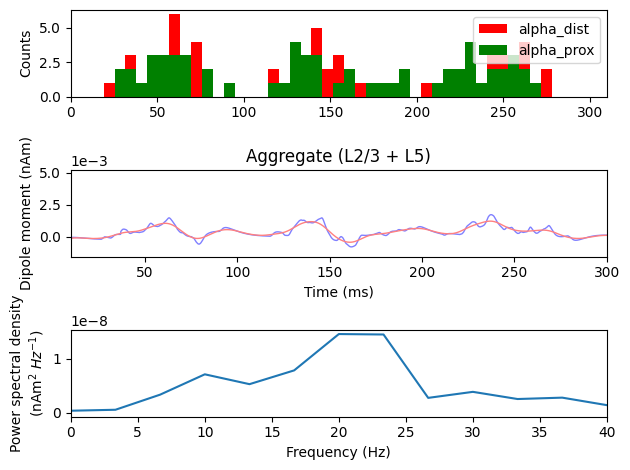 5.0
2.5
0.0
Counts
alpha_dist
alpha_prox
0 50 100 150 200 250 300
Aggregate (L2/3 + L5)
1e−3
5.0
2.5
0.0
Dipole moment (nAm)
50 100 150 200 250 300
Time (ms)
1e−8
1
0
Power spectral density
(nAm² Hz⁻¹)
0 5 10 15 20 25 30 35 40
Frequency (Hz)